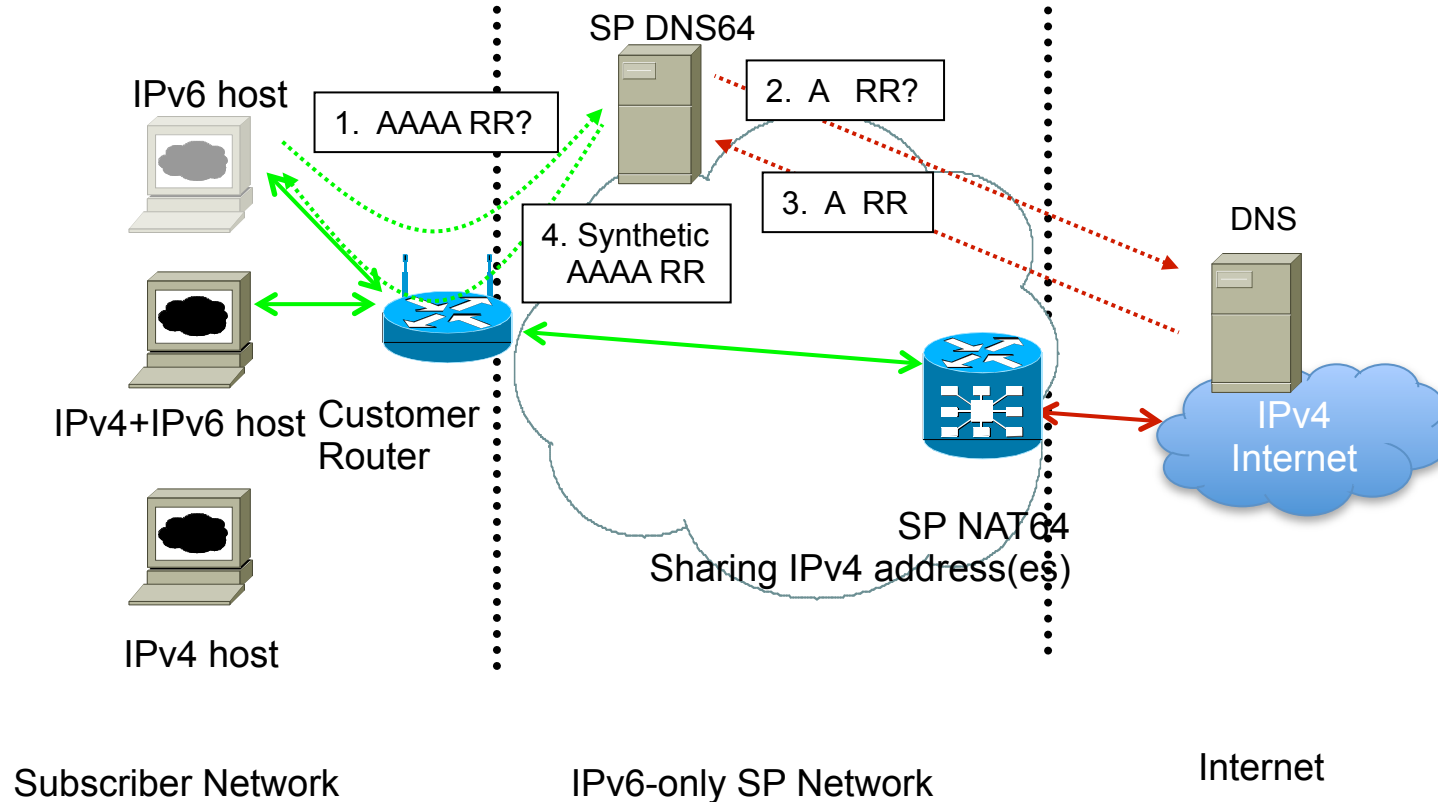 SP DNS64
IPv6 host
1. AAAA RR?
2. A RR?
3. A RR
4. Synthetic
AAAA RR
DNS
IPv4+IPv6 host
Customer
Router
IPv4
Internet
SP NAT64
Sharing IPv4 address(es)
IPv4 host
Subscriber Network
IPv6-only SP Network
Internet